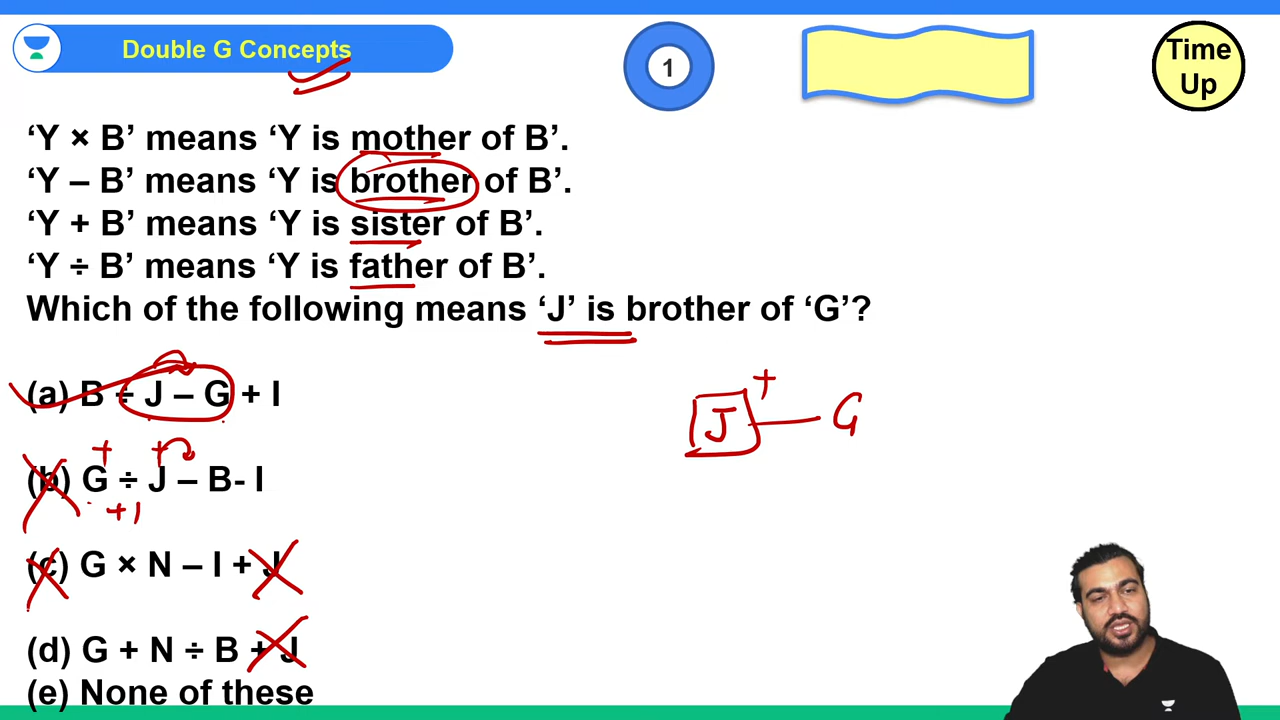 Double G Concepts
1
Time
Up
‘Y × B’ means ‘Y is mother of B’.
‘Y – B’ means ‘Y is brother of B’.
‘Y + B’ means ‘Y is sister of B’.
‘Y ÷ B’ means ‘Y is father of B’.
Which of the following means ‘J’ is brother of ‘G’?
(a) B ÷ J – G + I
+
J G
+ +
(b) G ÷ J – B- I
+1
(c) G × N – I + J
(d) G + N ÷ B + J
(e) None of these